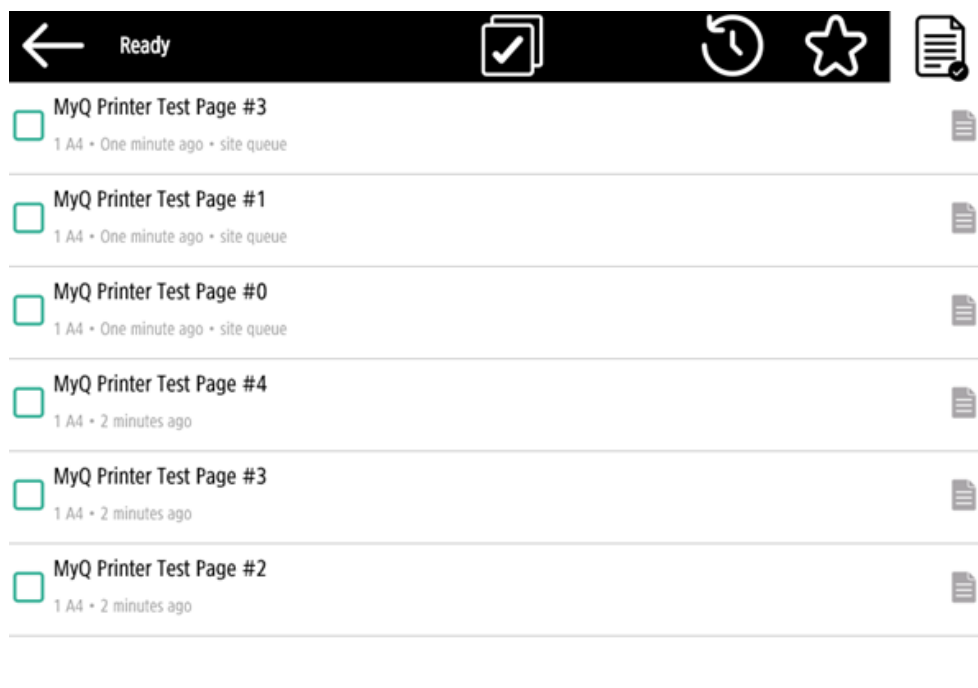 Ready
MyQ Printer Test Page #3
1 A4 • One minute ago • site queue
MyQ Printer Test Page #1
1 A4 • One minute ago • site queue
MyQ Printer Test Page #0
1 A4 • One minute ago • site queue
MyQ Printer Test Page #4
1 A4 • 2 minutes ago
MyQ Printer Test Page #3
1 A4 • 2 minutes ago
MyQ Printer Test Page #2
1 A4 • 2 minutes ago